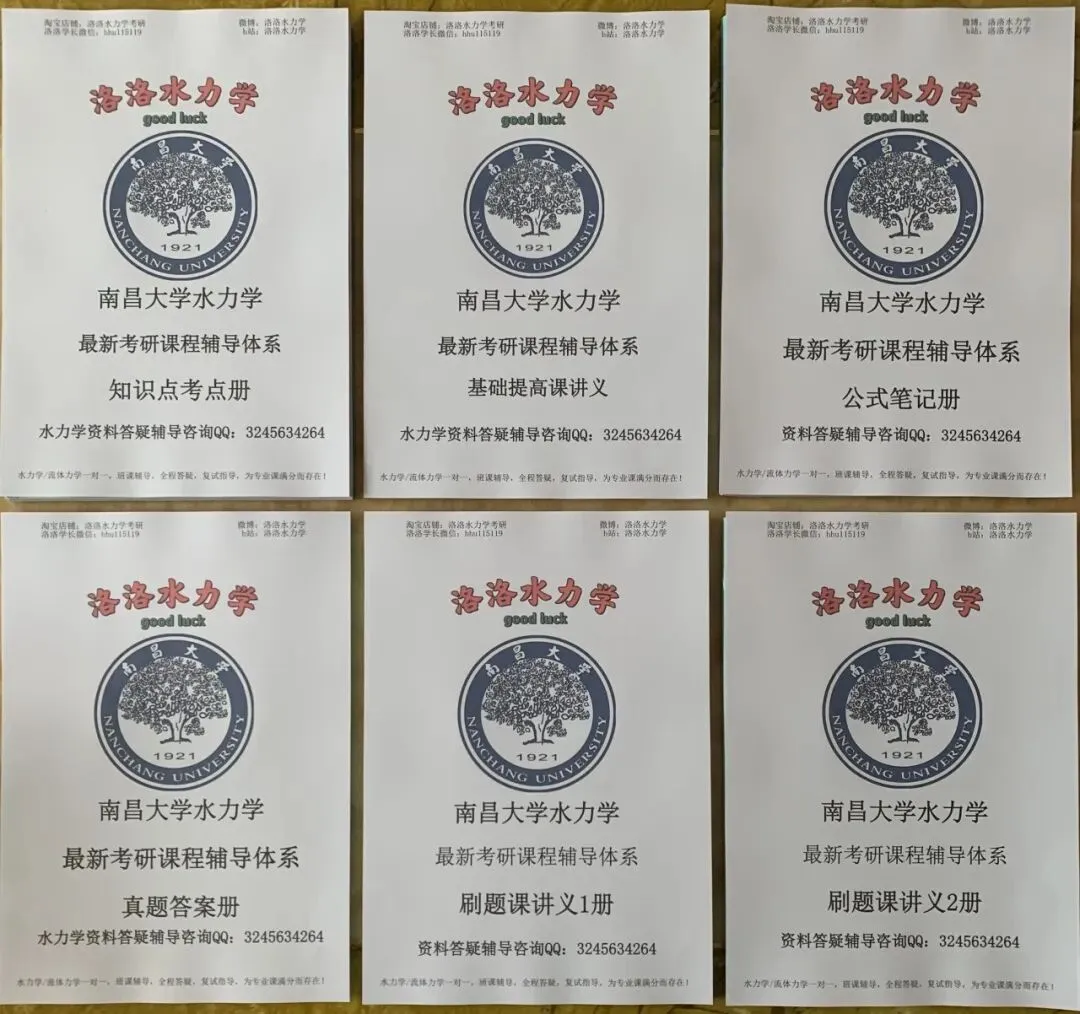 淘宝店铺：洛洛水力学考研
洛洛学长微信：hhu115119
微博：洛洛水力学
b站：洛洛水力学
洛洛水力学
good luck
南昌大学
1921
NANCHANG UNIVERSITY
南昌大学水力学
最新考研课程辅导体系
知识点考点册
水力学资料答疑辅导咨询QQ：3245634264
水力学/流体力学一对一，班课辅导，全程答疑，复试指导，为专业课满分而存在！
淘宝店铺：洛洛水力学考研
洛洛学长微信：hhu115119
微博：洛洛水力学
b站：洛洛水力学
洛洛水力学
good luck
南昌大学
1921
NANCHANG UNIVERSITY
南昌大学水力学
最新考研课程辅导体系
基础提高课讲义
水力学资料答疑辅导咨询QQ：3245634264
水力学/流体力学一对一，班课辅导，全程答疑，复试指导，为专业课满分而存在！
淘宝店铺：洛洛水力学考研
洛洛学长微信：hhu115119
微博：洛洛水力学
b站：洛洛水力学
洛洛水力学
good luck
南昌大学
1921
NANCHANG UNIVERSITY
南昌大学水力学
最新考研课程辅导体系
公式笔记册
资料答疑辅导咨询QQ：3245634264
水力学/流体力学一对一，班课辅导，全程答疑，复试指导，为专业课满分而存在！
淘宝店铺：洛洛水力学考研
洛洛学长微信：hhu115119
微博：洛洛水力学
b站：洛洛水力学
洛洛水力学
good luck
南昌大学
1921
NANCHANG UNIVERSITY
南昌大学水力学
最新考研课程辅导体系
真题答案册
水力学资料答疑辅导咨询QQ：3245634264
水力学/流体力学一对一，班课辅导，全程答疑，复试指导，为专业课满分而存在！
淘宝店铺：洛洛水力学考研
洛洛学长微信：hhu115119
微博：洛洛水力学
b站：洛洛水力学
洛洛水力学
good luck
南昌大学
1921
NANCHANG UNIVERSITY
南昌大学水力学
最新考研课程辅导体系
刷题课讲义1册
资料答疑辅导咨询QQ：3245634264
水力学/流体力学一对一，班课辅导，全程答疑，复试指导，为专业课满分而存在！
淘宝店铺：洛洛水力学考研
洛洛学长微信：hhu115119
微博：洛洛水力学
b站：洛洛水力学
洛洛水力学
good luck
南昌大学
1921
NANCHANG UNIVERSITY
南昌大学水力学
最新考研课程辅导体系
刷题课讲义2册
资料答疑辅导咨询QQ：3245634264
水力学/流体力学一对一，班课辅导，全程答疑，复试指导，为专业课满分而存在！